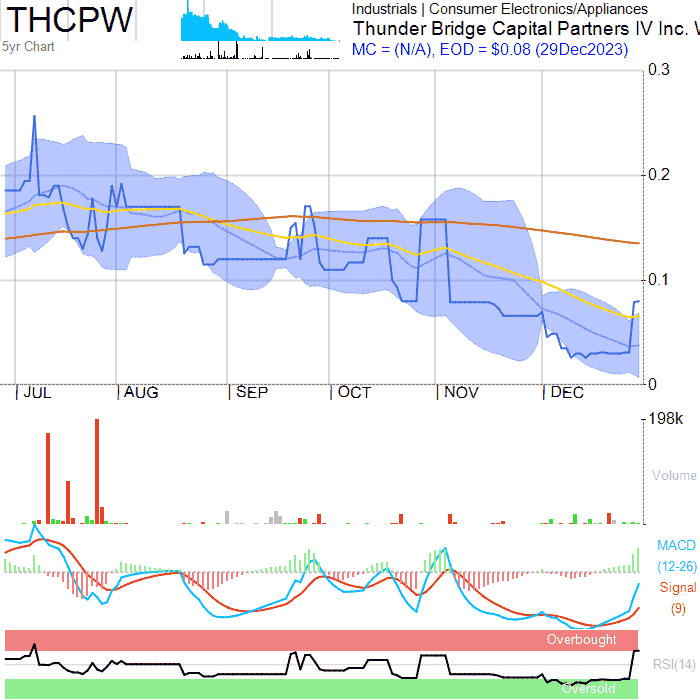 THCPW
5yr Chart
Industrials | Consumer Electronics/Appliances
Thunder Bridge Capital Partners IV Inc. W
MC = (N/A), EOD = $0.08 (29Dec2023)
0.3
0.2
0.1
0
JUL AUG SEP OCT NOV DEC
198k
Volume
MACD
(12-26)
Signal
(9)
Overbought
RSI(14)
Oversold